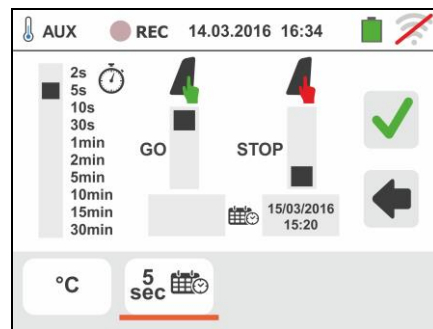 AUX REC 14.03.2016 16:34
2s
5s
10s
30s
1min
2min
5min
10min
15min
30min
GO
STOP
15/03/2016
15:20
°C
5
sec